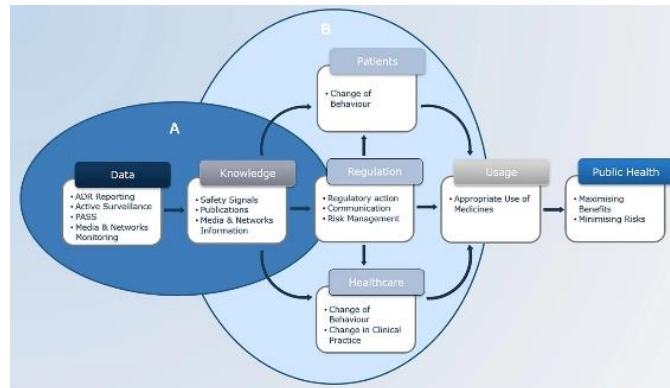 B
Patients
• Change of
Behaviour
A
Data
• ADR Reporting
• Active Surveillance
• PASS
• Media & Networks
Monitoring
Knowledge
• Safety Signals
• Publications
• Media & Networks
Information
Regulation
• Regulatory action
• Communication
• Risk Management
Usage
• Appropriate Use of
Medicines
Public Health
• Maximising
Benefits
• Minimising Risks
Healthcare
• Change of
Behaviour
• Change in Clinical
Practice